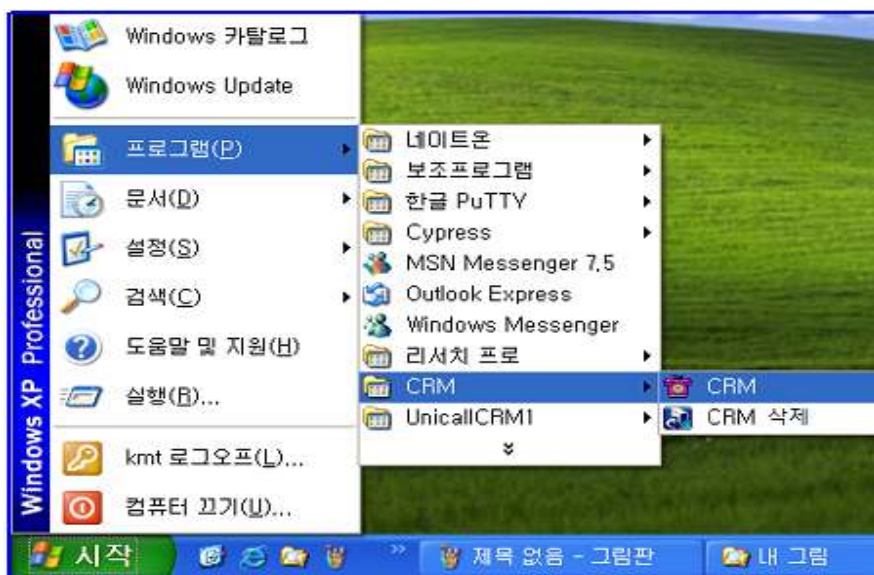 Windows 카탈로그
Windows Update
프로그램(P)
문서(D)
설정(S)
검색(C)
도움말 및 지원(H)
실행(R)...
kmt 로그오프(L)...
컴퓨터 끄기(U)...
Windows XP Professional
네이트온
보조프로그램
한글 PuTTY
Cypress
MSN Messenger 7.5
Outlook Express
Windows Messenger
리서치 프로
CRM
UnicallCRM1
CRM
CRM 삭제
시작
제목 없음 - 그림판
내 그림